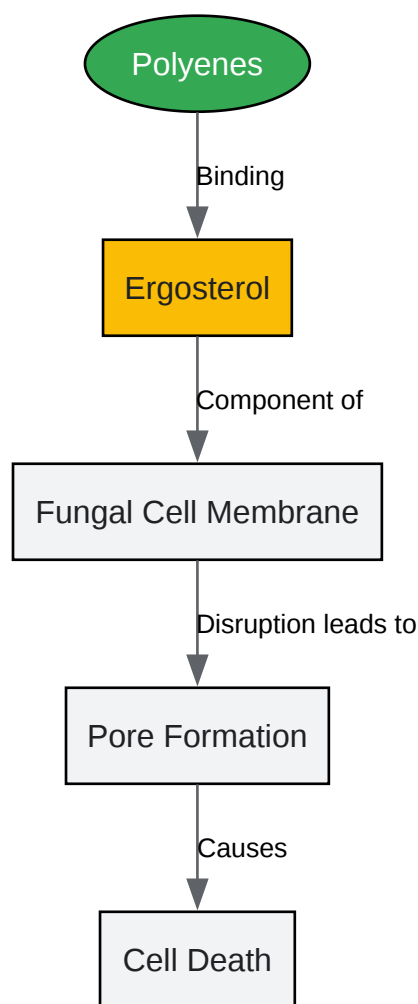 Polyenes
Binding
Ergosterol
Component of
Fungal Cell Membrane
Disruption leads to
Pore Formation
Causes
Cell Death